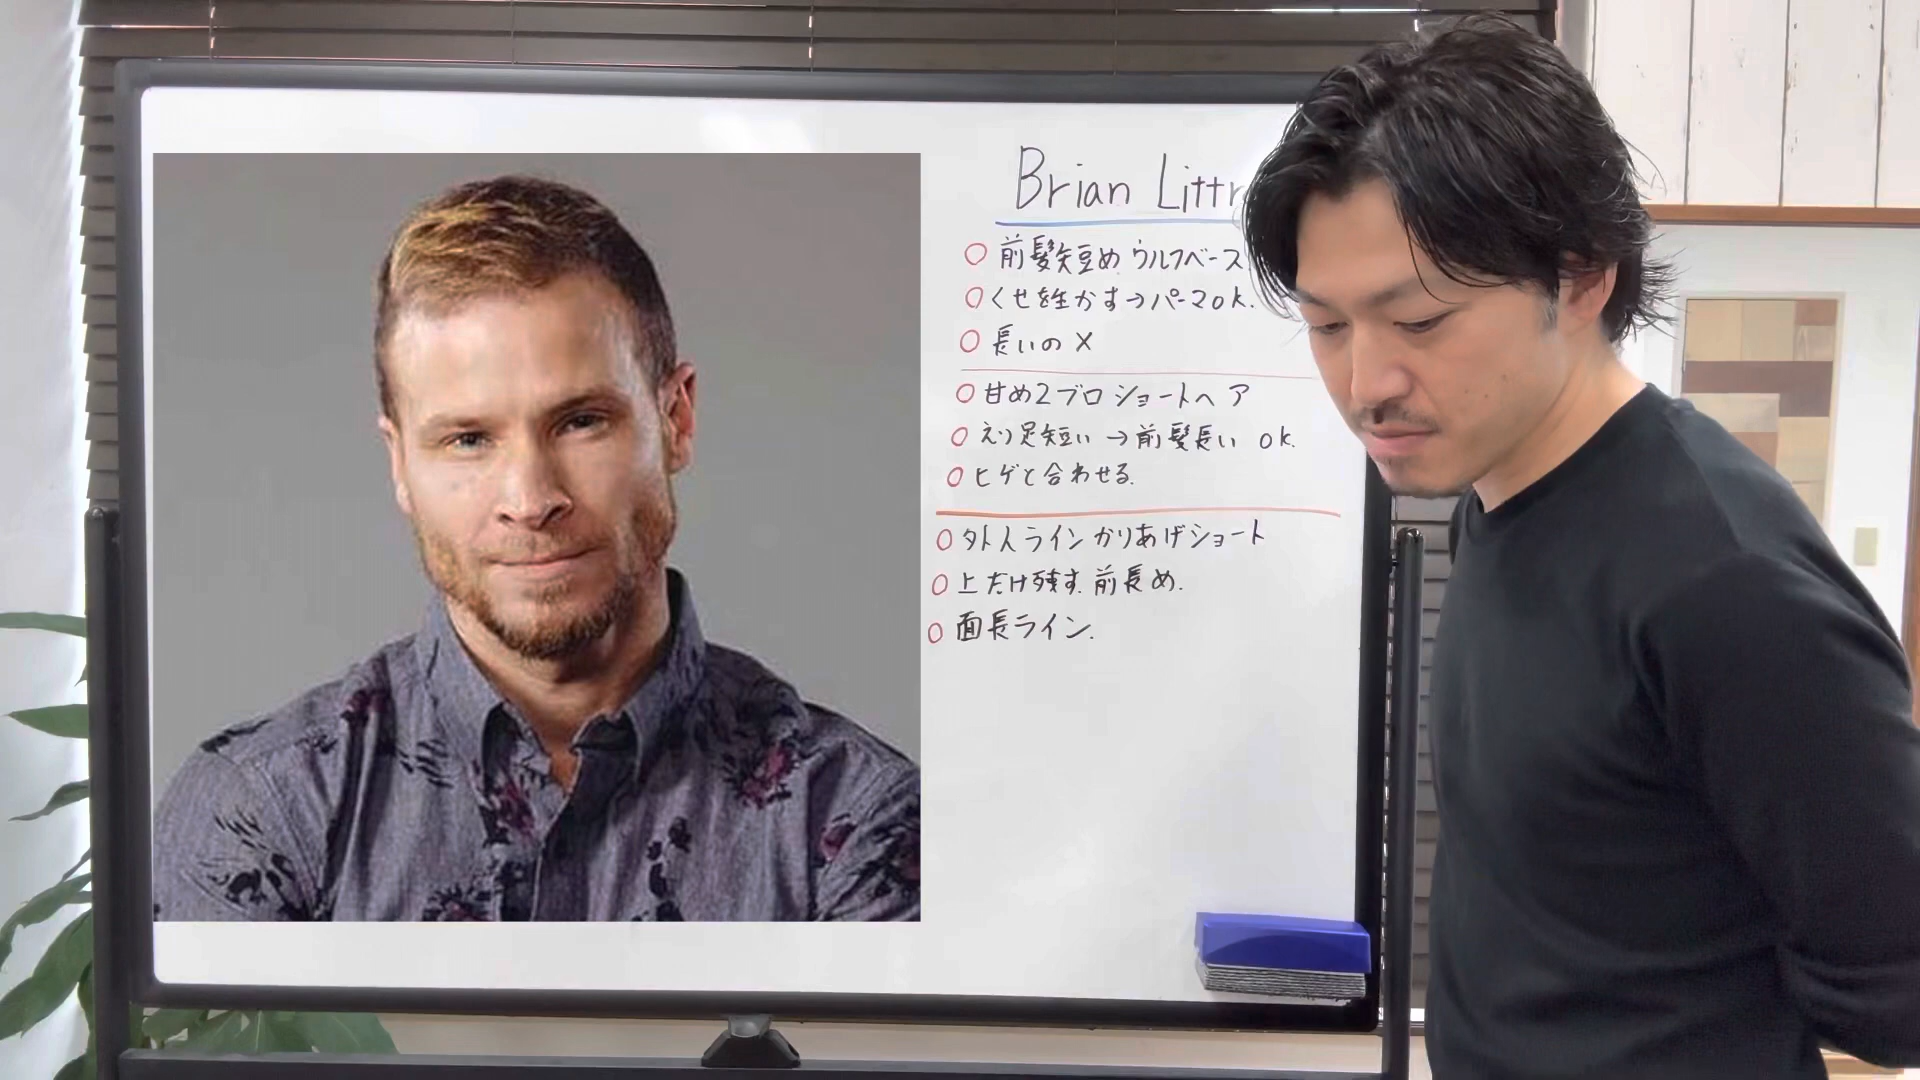 Brian Littr
○ 前髪短め ウルフベース
○ くせを生かす→パーマok.
○ 長いの ×
○ 甘め2ブロ ショートヘア
○ えり足短い →前髪長い ok.
○ ヒゲと合わせる.
○ 外人ライン かりあげショート
○ 上だけ残す. 前長め.
○ 面長ライン.